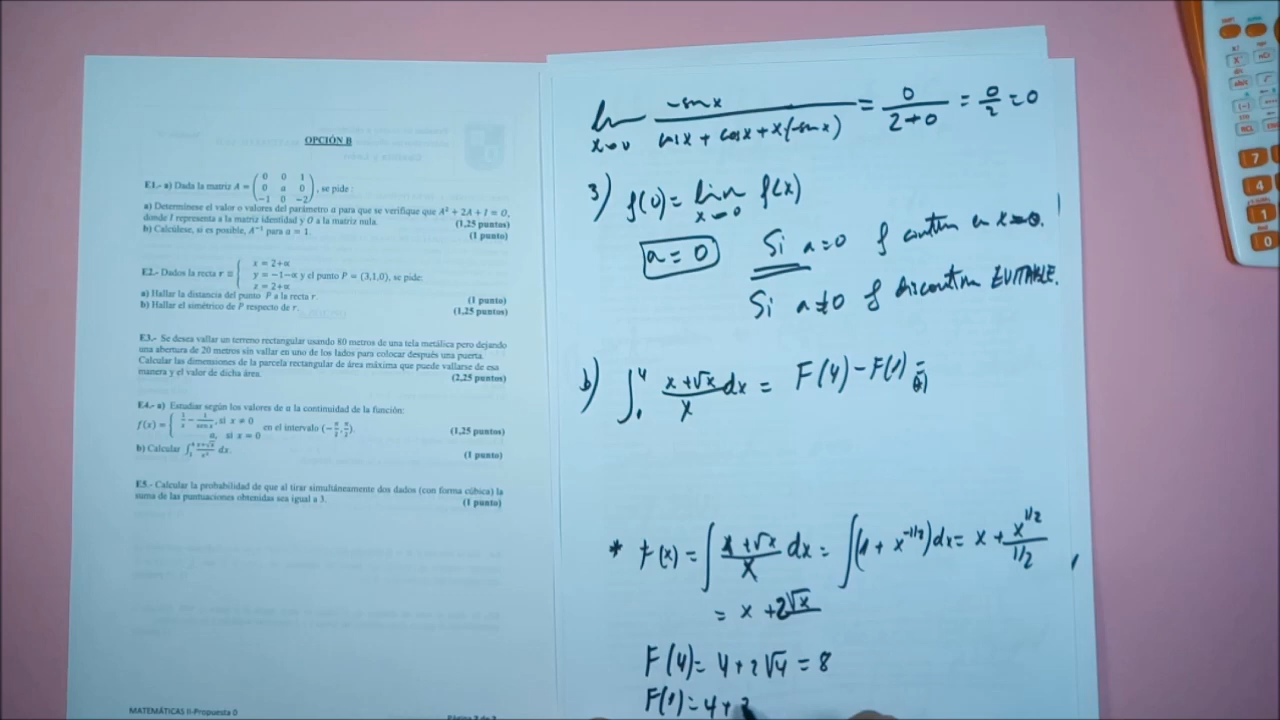 OPCIÓN B
E1.- a) Dada la matriz A = ( 0 0 1 / 0 a 0 / -1 0 -2 ), se pide :
a) Determínese el valor o valores del parámetro a para que se verifique que A² + 2A + I = O,
donde I representa a la matriz identidad y O a la matriz nula. (1,25 puntos)
b) Calcúlese, si es posible, A⁻¹ para a = 1. (1 punto)
E2.- Dados la recta r ≡ { x = 2+α / y = −1−α / z = 2+α y el punto P = (3,1,0), se pide:
a) Hallar la distancia del punto P a la recta r. (1 punto)
b) Hallar el simétrico de P respecto de r. (1,25 puntos)
E3.- Se desea vallar un terreno rectangular usando 80 metros de una tela metálica pero dejando
una abertura de 20 metros sin vallar en uno de los lados para colocar después una puerta.
Calcular las dimensiones de la parcela rectangular de área máxima que puede vallarse de esa
manera y el valor de dicha área. (2,25 puntos)
E4.- a) Estudiar según los valores de a la continuidad de la función:
f(x) = { 1/x − 1/sen x , si x ≠ 0 / a, si x = 0 en el intervalo (−π/2, π/2). (1,25 puntos)
b) Calcular ∫ dx. (1 punto)
E5.- Calcular la probabilidad de que al tirar simultáneamente dos dados (con forma cúbica) la
suma de las puntuaciones obtenidas sea igual a 3. (1 punto)
MATEMÁTICAS II-Propuesta 0
lim x→0 -sen x / (cos x + cos x + x(-sen x)) = 0/(2+0) = 0/2 = 0
3) f(0) = lim x→0 f(x)
a = 0 Si a=0 f contin en x=0.
Si a≠0 f discontinua EVITABLE.
b) ∫₁⁴ (x+√x)/x dx = F(4) − F(1) = (*)
* F(x) = ∫ (x+√x)/x dx = ∫(1 + x^(-1/2))dx = x + x^(1/2)/(1/2)
= x + 2√x
F(4) = 4 + 2√4 = 8
F(1) = 4 +